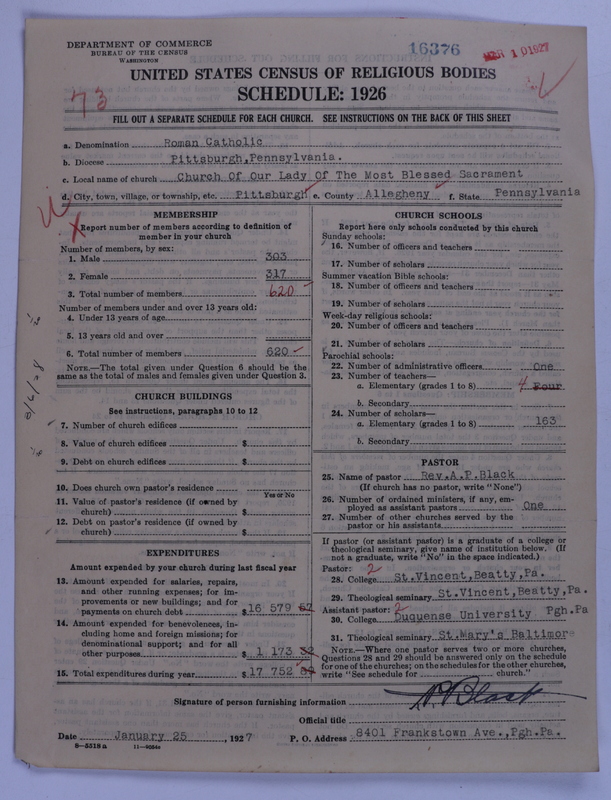 DEPARTMENT OF COMMERCE
BUREAU OF THE CENSUS
WASHINGTON
16376
MAR 1 0 1927
UNITED STATES CENSUS OF RELIGIOUS BODIES
SCHEDULE: 1926
73
FILL OUT A SEPARATE SCHEDULE FOR EACH CHURCH. SEE INSTRUCTIONS ON THE BACK OF THIS SHEET
a. Denomination Roman Catholic
b. Diocese Pittsburgh,Pennsylvania.
c. Local name of church Church Of Our Lady Of The Most Blessed Sacrament
d. City, town, village, or township, etc. Pittsburgh e. County Allegheny f. State Pennsylvania
MEMBERSHIP
Report number of members according to definition of
member in your church
Number of members, by sex:
1. Male 303
2. Female 317
3. Total number of members 620
Number of members under and over 13 years old:
4. Under 13 years of age
5. 13 years old and over
6. Total number of members 620
NOTE.—The total given under Question 6 should be
same as the total of males and females given under Question 3.
CHURCH BUILDINGS
See instructions, paragraphs 10 to 12
7. Number of church edifices
8. Value of church edifices $
9. Debt on church edifices $
10. Does church own pastor's residence
Yes or No
11. Value of pastor's residence (if owned by
church) $
12. Debt on pastor's residence (if owned by
church) $
EXPENDITURES
Amount expended by your church during last fiscal year
13. Amount expended for salaries, repairs,
and other running expenses; for im-
provements or new buildings; and for
payments on church debt $ 16 579
14. Amount expended for benevolences, in-
cluding home and foreign missions; for
denominational support; and for all
other purposes $ 1 173
15. Total expenditures during year $ 17 752
CHURCH SCHOOLS
Report here only schools conducted by this church
Sunday schools:
16. Number of officers and teachers
17. Number of scholars
Summer vacation Bible schools:
18. Number of officers and teachers
19. Number of scholars
Week-day religious schools:
20. Number of officers and teachers
21. Number of scholars
Parochial schools:
22. Number of administrative officers One
23. Number of teachers—
a. Elementary (grades 1 to 8) 4 Four
b. Secondary
24. Number of scholars—
a. Elementary (grades 1 to 8) 163
b. Secondary
PASTOR
25. Name of pastor Rev.A.P.Black
(If church has no pastor, write "None")
26. Number of ordained ministers, if any, em-
ployed as assistant pastors One
27. Number of other churches served by the
pastor or his assistants
If pastor (or assistant pastor) is a graduate of a college or
theological seminary, give name of institution below. (If
not a graduate, write "No" in the space indicated.)
Pastor: 2
28. College St.Vincent,Beatty,Pa.
29. Theological seminary St.Vincent,Beatty,Pa.
Assistant pastor: 2
30. College Duquense University Pgh.Pa
31. Theological seminary St.Mary's Baltimore
NOTE.—Where one pastor serves two or more churches,
Questions 28 and 29 should be answered only on the schedule
for one of the churches; on the schedules for the other churches,
write "See schedule for church."
Signature of person furnishing information A.P.Black
Official title
Date January 25, 1927 P. O. Address 8401 Frankstown Ave.,Pgh.Pa.
8-5318a 11-9054a